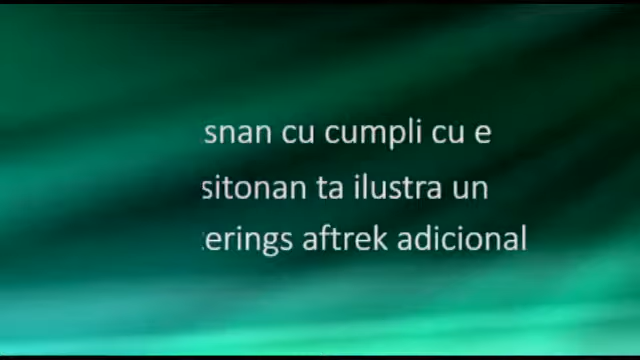 snan cu cumpli cu e
sitonan ta ilustra un
erings aftrek adicional